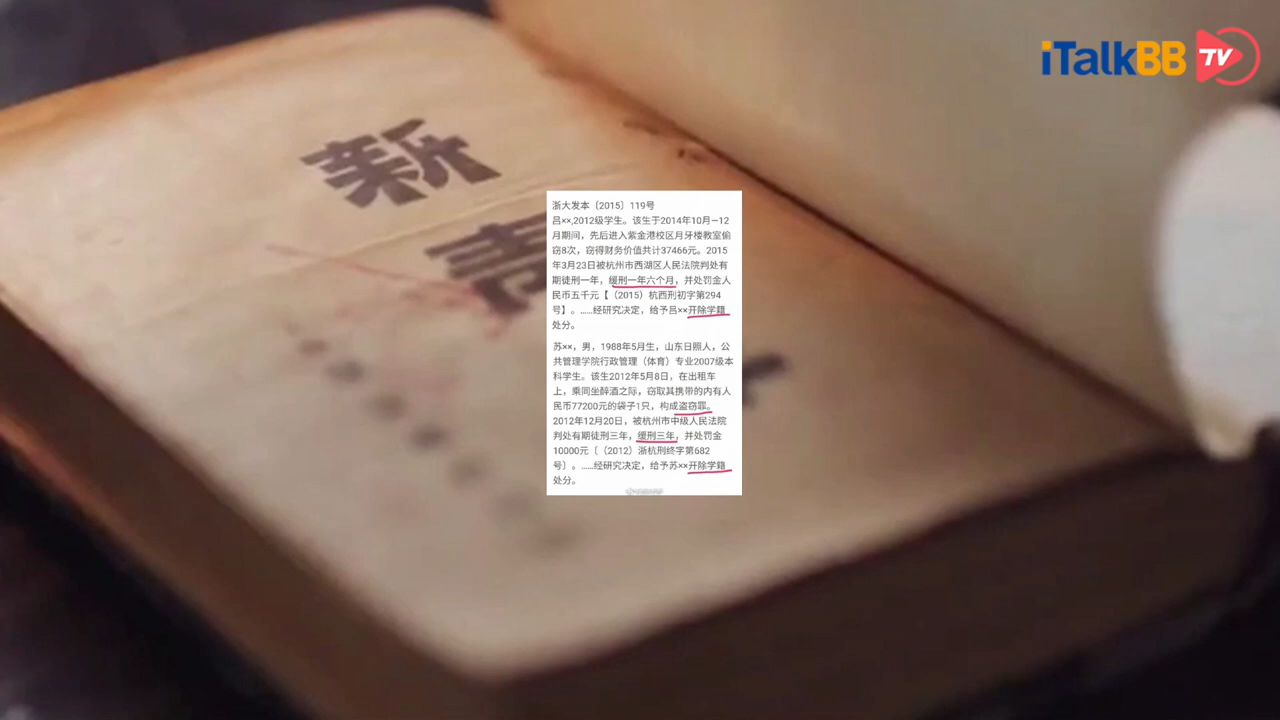 iTalkBB TV
新
青
浙大发本〔2015〕119号
吕××,2012级学生。该生于2014年10月—12
月期间，先后进入紫金港校区月牙楼教室偷
窃8次，窃得财务价值共计37466元。2015
年3月23日被杭州市西湖区人民法院判处有
期徒刑一年，缓刑一年六个月，并处罚金人
民币五千元【（2015）杭西刑初字第294
号】。……经研究决定，给予吕××开除学籍
处分。
苏××，男，1988年5月生，山东日照人，公
共管理学院行政管理（体育）专业2007级本
科学生。该生2012年5月8日，在出租车
上，乘同坐醉酒之际，窃取其携带的内有人
民币77200元的袋子1只，构成盗窃罪。
2012年12月20日，被杭州市中级人民法院
判处有期徒刑三年，缓刑三年，并处罚金
10000元〔（2012）浙杭刑终字第682
号〕。……经研究决定，给予苏××开除学籍
处分。